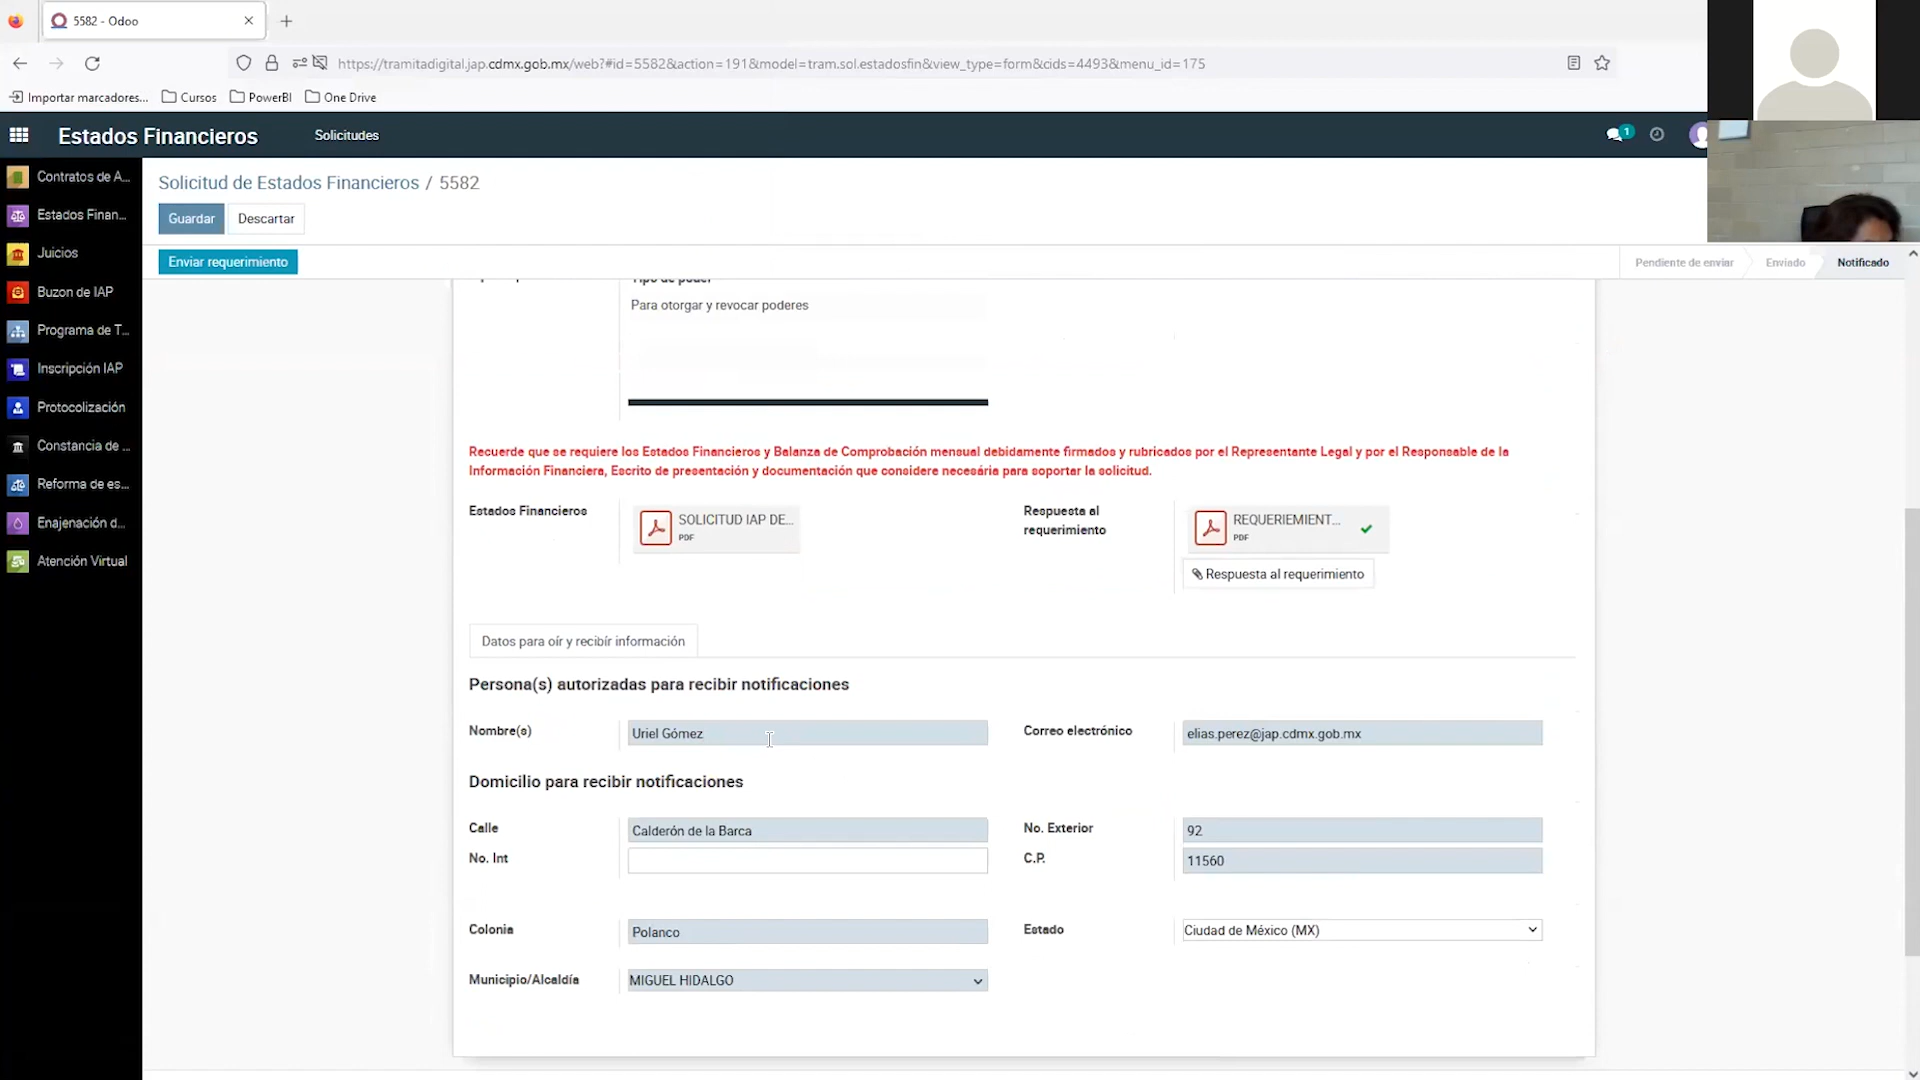 5582 - Odoo
https://tramitadigital.jap.cdmx.gob.mx/web?#id=5582&action=191&model=tram.sol.estadosfin&view_type=form&cids=4493&menu_id=175
Importar marcadores... Cursos PowerBI One Drive
Estados Financieros Solicitudes 1
Contratos de A...
Estados Finan...
Juicios
Buzon de IAP
Programa de T...
Inscripción IAP
Protocolización
Constancia de ...
Reforma de es...
Enajenación d...
Atención Virtual
Solicitud de Estados Financieros / 5582
Guardar Descartar
Enviar requerimiento Pendiente de enviar Enviado Notificado
Tipo de poder
Para otorgar y revocar poderes
Recuerde que se requiere los Estados Financieros y Balanza de Comprobación mensual debidamente firmados y rubricados por el Representante Legal y por el Responsable de la
Información Financiera, Escrito de presentación y documentación que considere necesária para soportar la solicitud.
Estados Financieros
SOLICITUD IAP DE...
PDF
Respuesta al
requerimiento
REQUERIEMIENT...
PDF
Respuesta al requerimiento
Datos para oír y recibír información
Persona(s) autorizadas para recibir notificaciones
Nombre(s) Uriel Gómez Correo electrónico elias.perez@jap.cdmx.gob.mx
Domicilio para recibir notificaciones
Calle Calderón de la Barca No. Exterior 92
No. Int C.P. 11560
Colonia Polanco Estado Ciudad de México (MX)
Municipio/Alcaldía MIGUEL HIDALGO